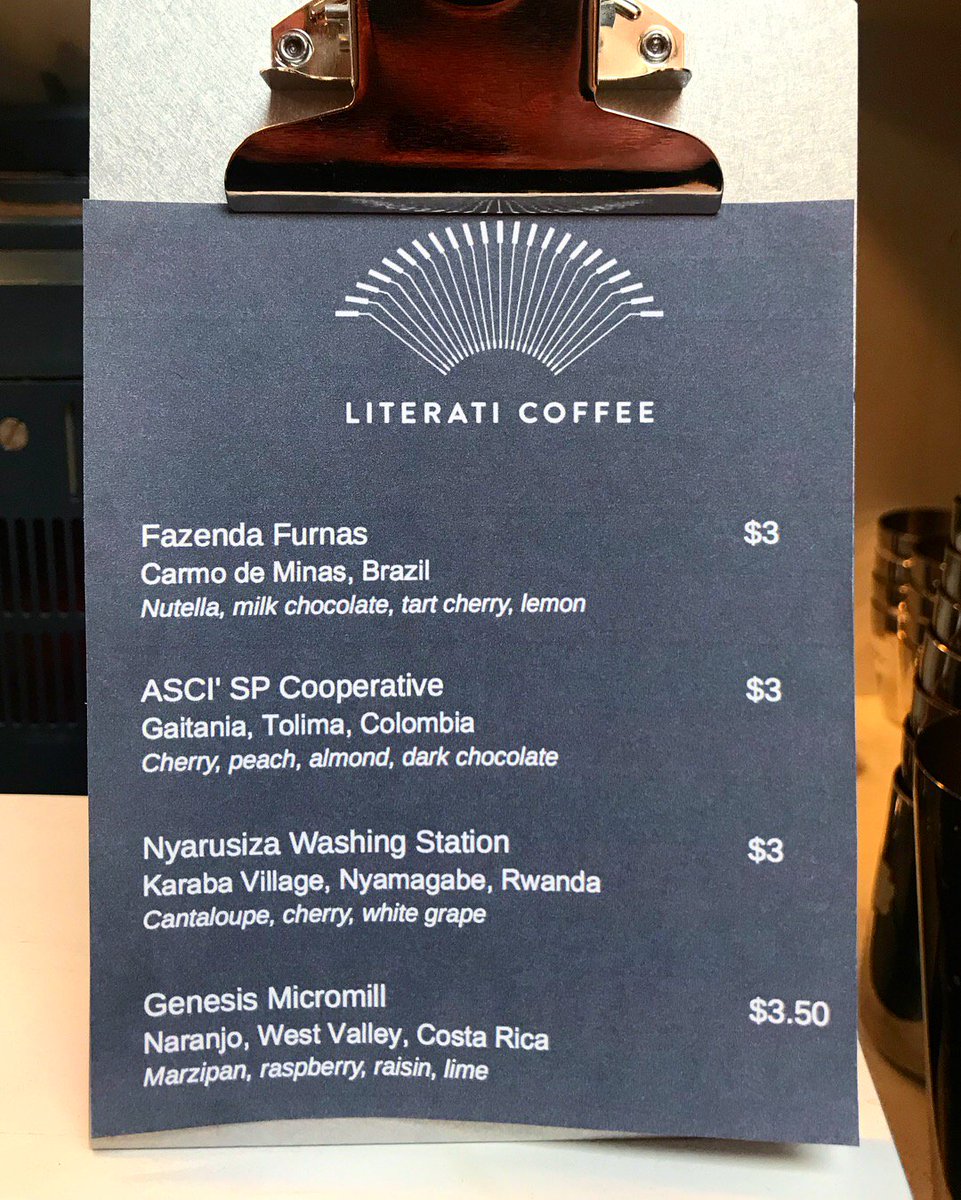 LITERATI COFFEE
Fazenda Furnas $3
Carmo de Minas, Brazil
Nutella, milk chocolate, tart cherry, lemon
ASCI' SP Cooperative $3
Gaitania, Tolima, Colombia
Cherry, peach, almond, dark chocolate
Nyarusiza Washing Station $3
Karaba Village, Nyamagabe, Rwanda
Cantaloupe, cherry, white grape
Genesis Micromill $3.50
Naranjo, West Valley, Costa Rica
Marzipan, raspberry, raisin, lime